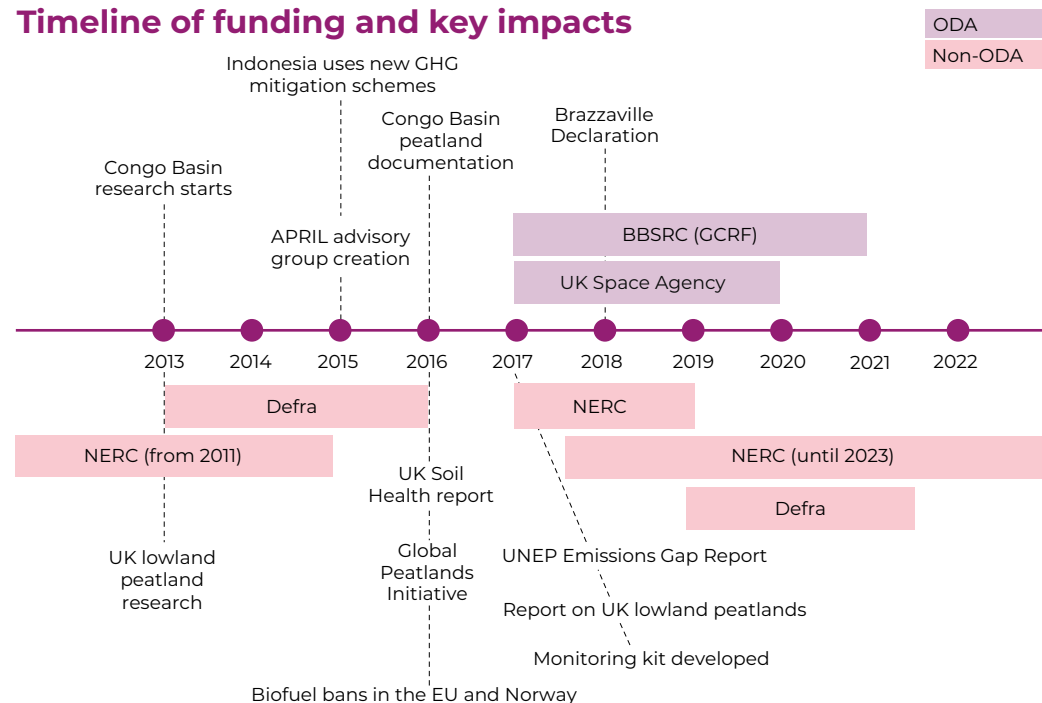 Timeline of funding and key impacts
ODA
Non-ODA
Indonesia uses new GHG
mitigation schemes
Congo Basin
peatland
documentation
Brazzaville
Declaration
Congo Basin
research starts
APRIL advisory
group creation
BBSRC (GCRF)
UK Space Agency
2013
2014
2015
2016
2017
2018
2019
2020
2021
2022
Defra
NERC
NERC (from 2011)
NERC (until 2023)
UK Soil
Health report
Defra
UK lowland
peatland
research
Global
Peatlands
Initiative
UNEP Emissions Gap Report
Report on UK lowland peatlands
Monitoring kit developed
Biofuel bans in the EU and Norway